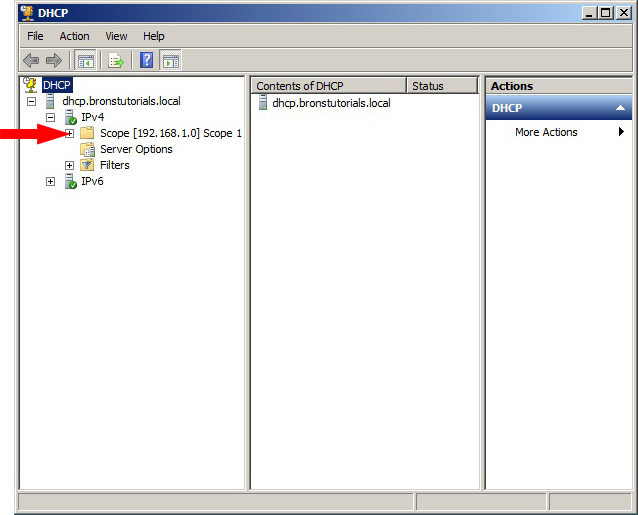 DHCP
File Action View Help
DHCP
dhcp.bronstutorials.local
IPv4
Scope [192.168.1.0] Scope 1
Server Options
Filters
IPv6
Contents of DHCP Status
dhcp.bronstutorials.local
Actions
DHCP
More Actions